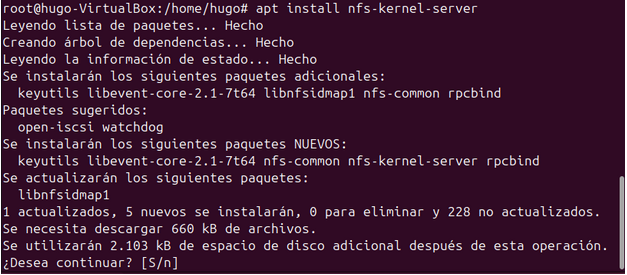 root@hugo-VirtualBox:/home/hugo# apt install nfs-kernel-server
Leyendo lista de paquetes... Hecho
Creando árbol de dependencias... Hecho
Leyendo la información de estado... Hecho
Se instalarán los siguientes paquetes adicionales:
  keyutils libevent-core-2.1-7t64 libnfsidmap1 nfs-common rpcbind
Paquetes sugeridos:
  open-iscsi watchdog
Se instalarán los siguientes paquetes NUEVOS:
  keyutils libevent-core-2.1-7t64 nfs-common nfs-kernel-server rpcbind
Se actualizarán los siguientes paquetes:
  libnfsidmap1
1 actualizados, 5 nuevos se instalarán, 0 para eliminar y 228 no actualizados.
Se necesita descargar 660 kB de archivos.
Se utilizarán 2.103 kB de espacio de disco adicional después de esta operación.
¿Desea continuar? [S/n]